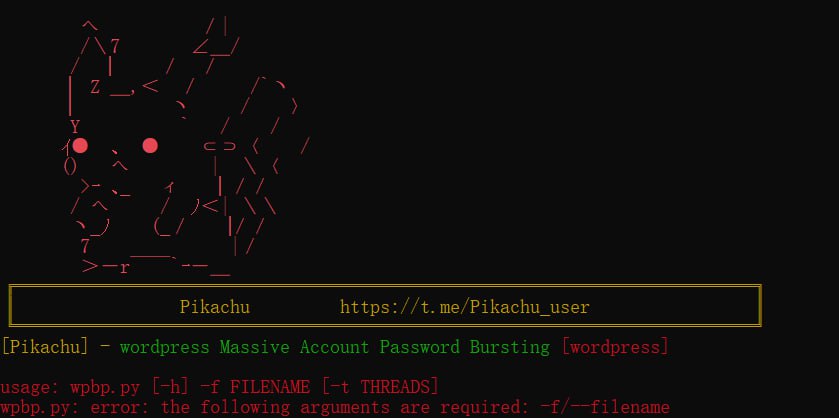 Pikachu https://t.me/Pikachu_user
[Pikachu] - wordpress Massive Account Password Bursting [wordpress]
usage: wpbp.py [-h] -f FILENAME [-t THREADS]
wpbp.py: error: the following arguments are required: -f/--filename